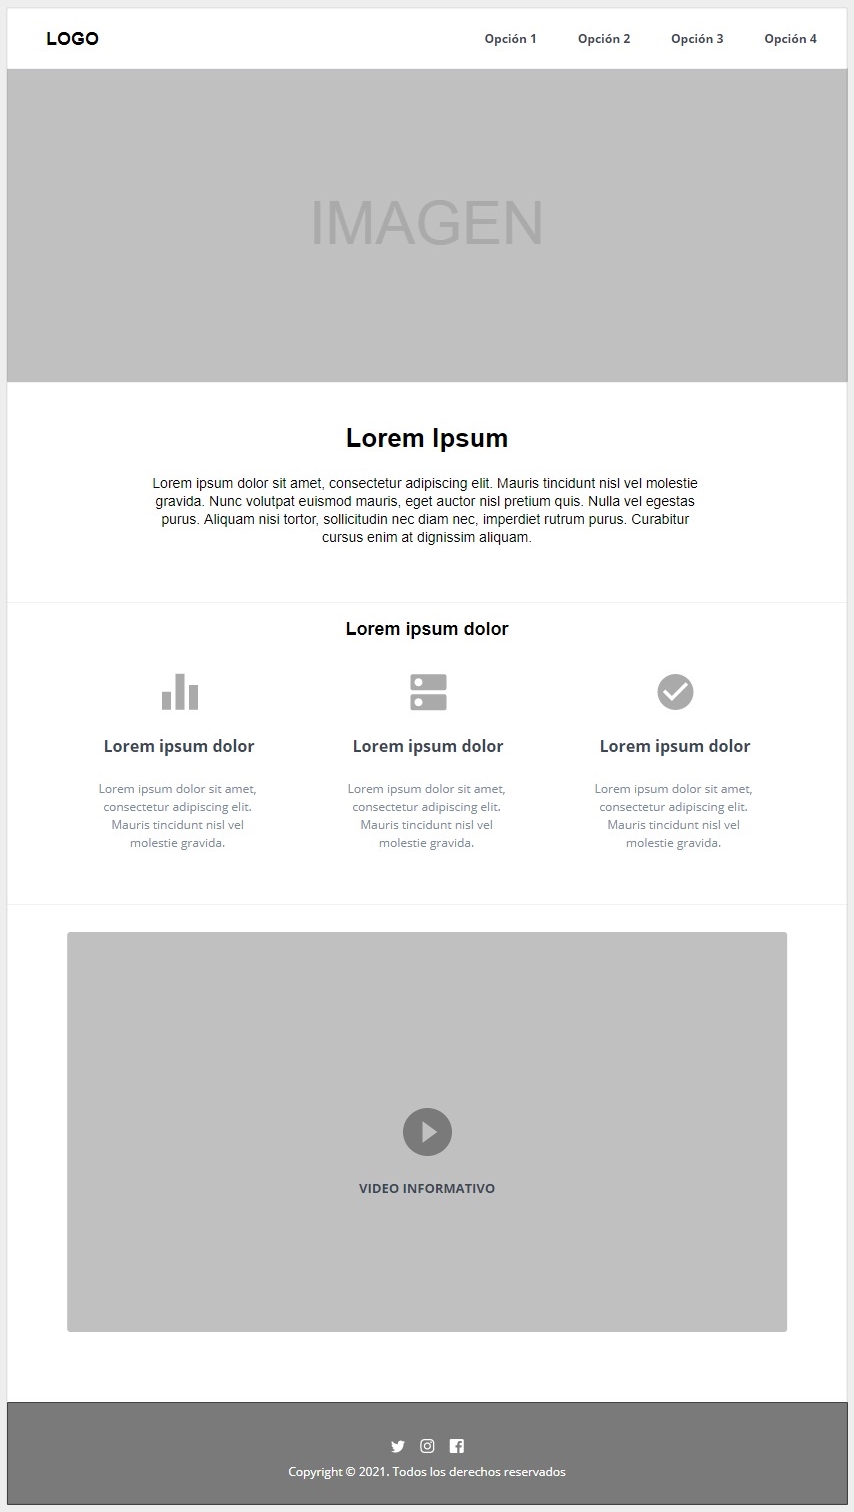 LOGO
Opción 1
Opción 2
Opción 3
Opción 4
IMAGEN
Lorem Ipsum
Lorem ipsum dolor sit amet, consectetur adipiscing elit. Mauris tincidunt nisl vel molestie
gravida. Nunc volutpat euismod mauris, eget auctor nisl pretium quis. Nulla vel egestas
purus. Aliquam nisi tortor, sollicitudin nec diam nec, imperdiet rutrum purus. Curabitur
cursus enim at dignissim aliquam.
Lorem ipsum dolor
Lorem ipsum dolor
Lorem ipsum dolor sit amet,
consectetur adipiscing elit.
Mauris tincidunt nisl vel
molestie gravida.
Lorem ipsum dolor
Lorem ipsum dolor sit amet,
consectetur adipiscing elit.
Mauris tincidunt nisl vel
molestie gravida.
Lorem ipsum dolor
Lorem ipsum dolor sit amet,
consectetur adipiscing elit.
Mauris tincidunt nisl vel
molestie gravida.
VIDEO INFORMATIVO
Copyright © 2021. Todos los derechos reservados